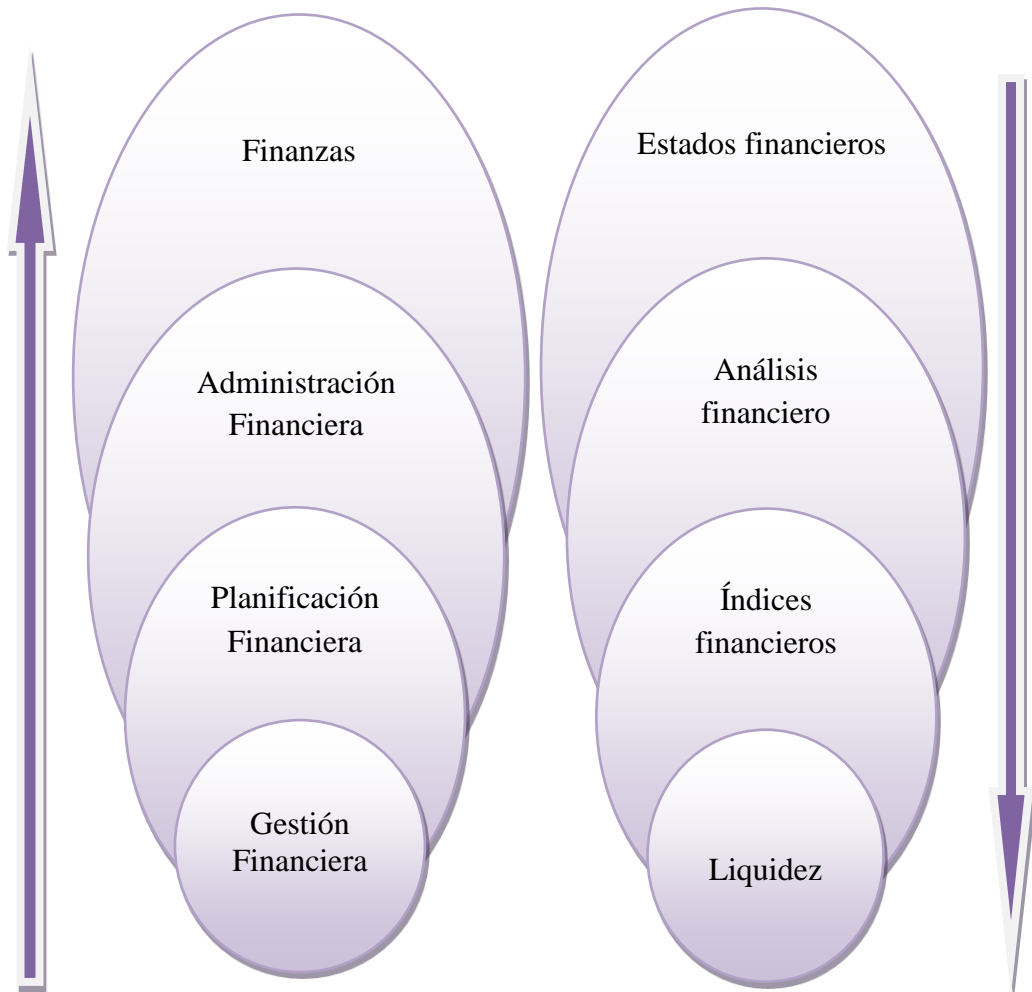 Finanzas
Administración
Financiera
Planificación
Financiera
Gestión
Financiera
Estados financieros
Análisis
financiero
Índices
financieros
Liquidez